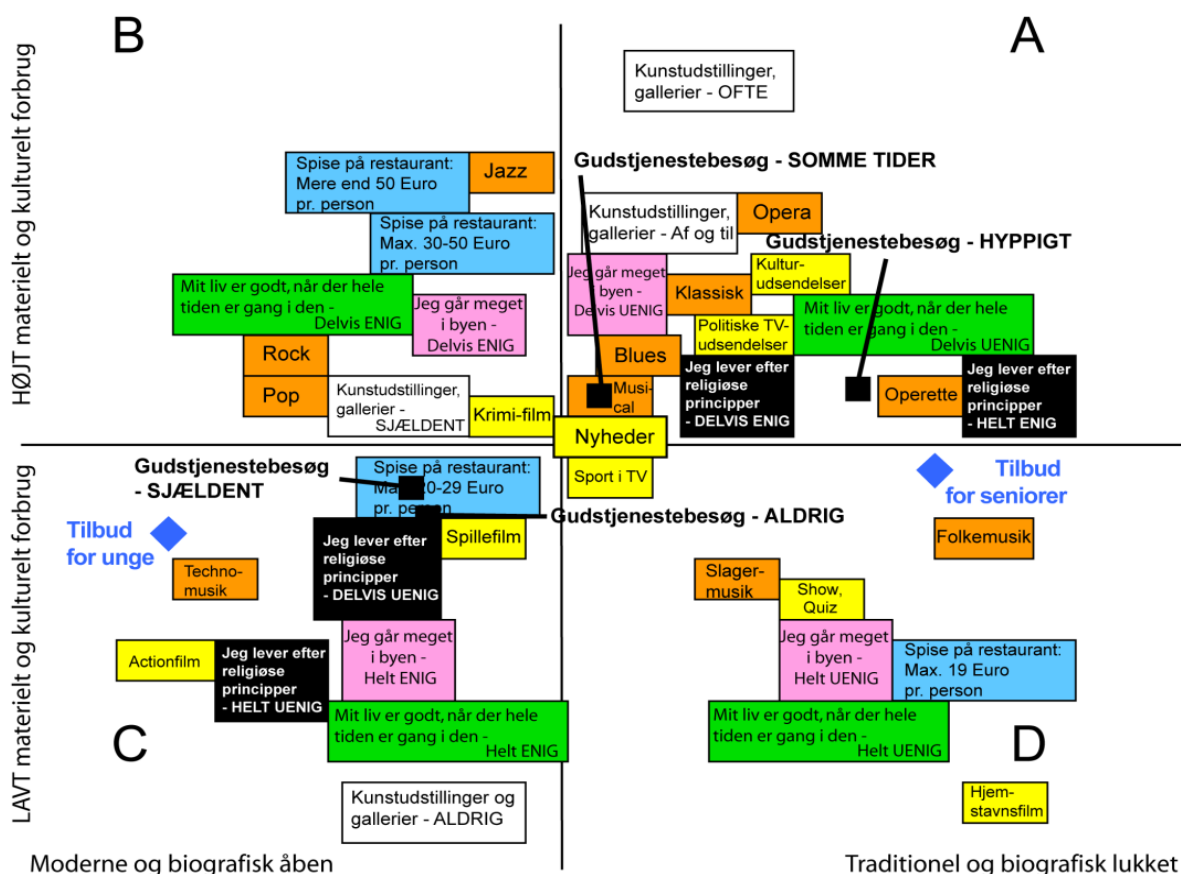 B
A
HØJT materielt og kulturelt forbrug
Kunstudstillinger,
gallerier - OFTE
Gudstjenestebesøg - SOMME TIDER
Spise på restaurant:
Mere end 50 Euro
pr. person
Jazz
Kunstudstillinger,
gallerier - Af og til
Opera
Spise på restaurant:
Max. 30-50 Euro
pr. person
Gudstjenestebesøg - HYPPIGT
Jeg går meget
byen -
Delvis UENIG
Klassisk
Kultur-
udsendelser
Mit liv er godt, når der hele
tiden er gang i den -
Delvis ENIG
Jeg går meget
i byen -
Delvis ENIG
Politiske TV-
udsendelser
Mit liv er godt, når der hele
tiden er gang i den -
Delvis UENIG
Rock
Blues
Jeg lever efter
religiøse
principper
- DELVIS ENIG
Jeg lever efter
religiøse
principper
- HELT ENIG
Pop
Kunstudstillinger,
gallerier -
SJÆLDENT
Krimi-film
Musi-
cal
Operette
Nyheder
LAVT materielt og kulturelt forbrug
Gudstjenestebesøg
- SJÆLDENT
Spise på restaurant:
Max. 20-29 Euro
pr. person
Sport i TV
Tilbud
for seniorer
Gudstjenestebesøg - ALDRIG
Tilbud
for unge
Jeg lever efter
religiøse
principper
- DELVIS UENIG
Spillefilm
Folkemusik
Techno-
musik
Slager-
musik
Show,
Quiz
Actionfilm
Jeg lever efter
religiøse
principper
- HELT UENIG
Jeg går meget
i byen -
Helt ENIG
Jeg går meget
i byen -
Helt UENIG
Spise på restaurant:
Max. 19 Euro
pr. person
C
Mit liv er godt, når der hele
tiden er gang i den -
Helt ENIG
Mit liv er godt, når der hele
tiden er gang i den -
Helt UENIG
D
Kunstudstillinger og
gallerier - ALDRIG
Hjem-
stavnsfilm
Moderne og biografisk åben
Traditionel og biografisk lukket